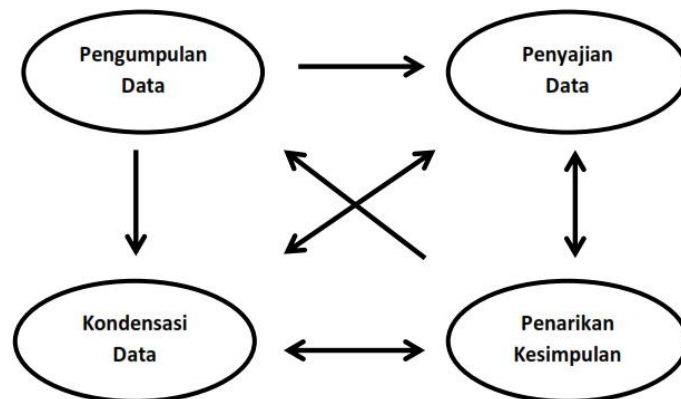 Pengumpulan
Data
Penyajian
Data
Kondensasi
Data
Penarikan
Kesimpulan